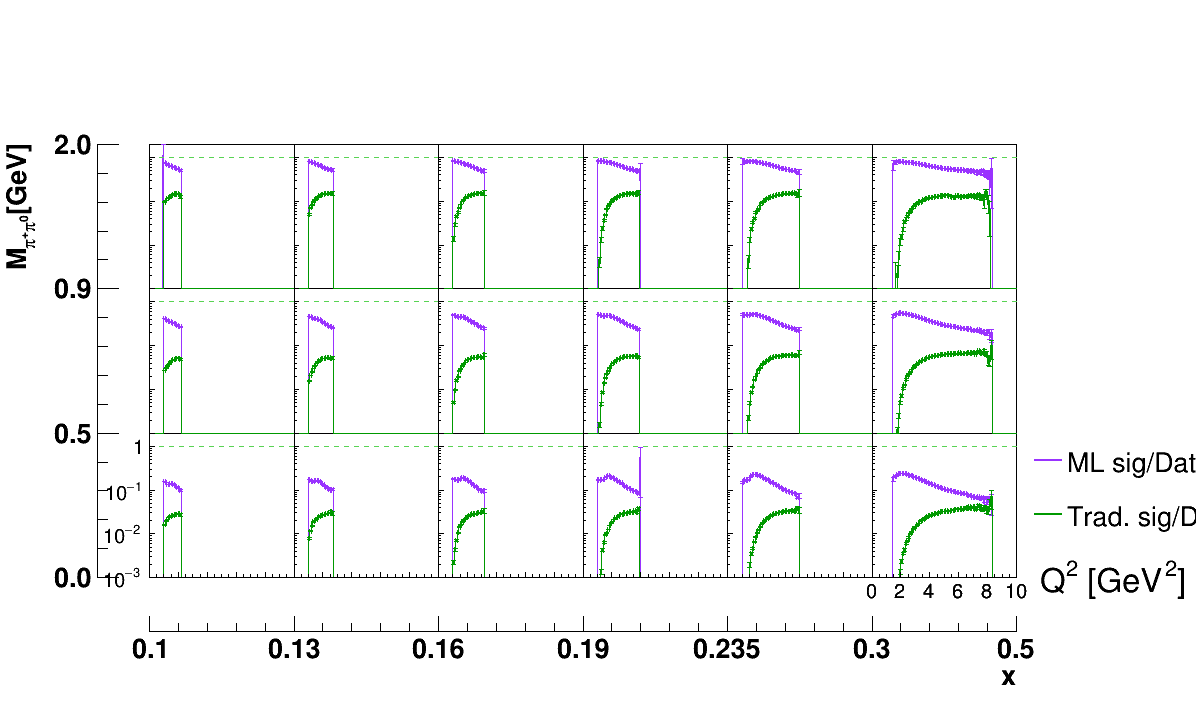 2.0
M_{π+π0} [GeV]
0.9
0.5
1
10^{-1}
10^{-2}
0.0
10^{-3}
ML sig/Dat
Trad. sig/D
0 2 4 6 8 10
Q^2 [GeV^2]
0.1 0.13 0.16 0.19 0.235 0.3 0.5
x